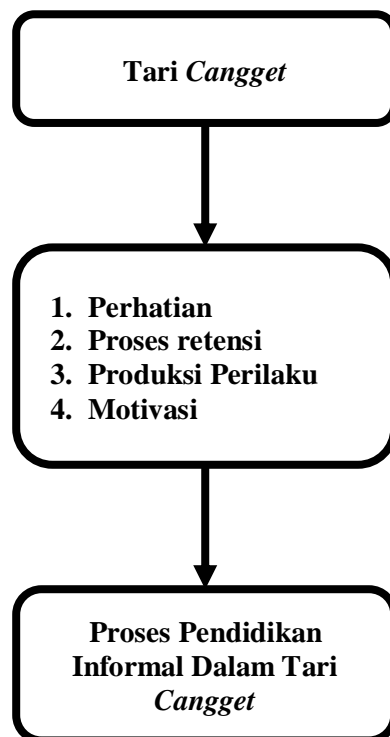 Tari Cangget
1. Perhatian
2. Proses retensi
3. Produksi Perilaku
4. Motivasi
Proses Pendidikan
Informal Dalam Tari
Cangget